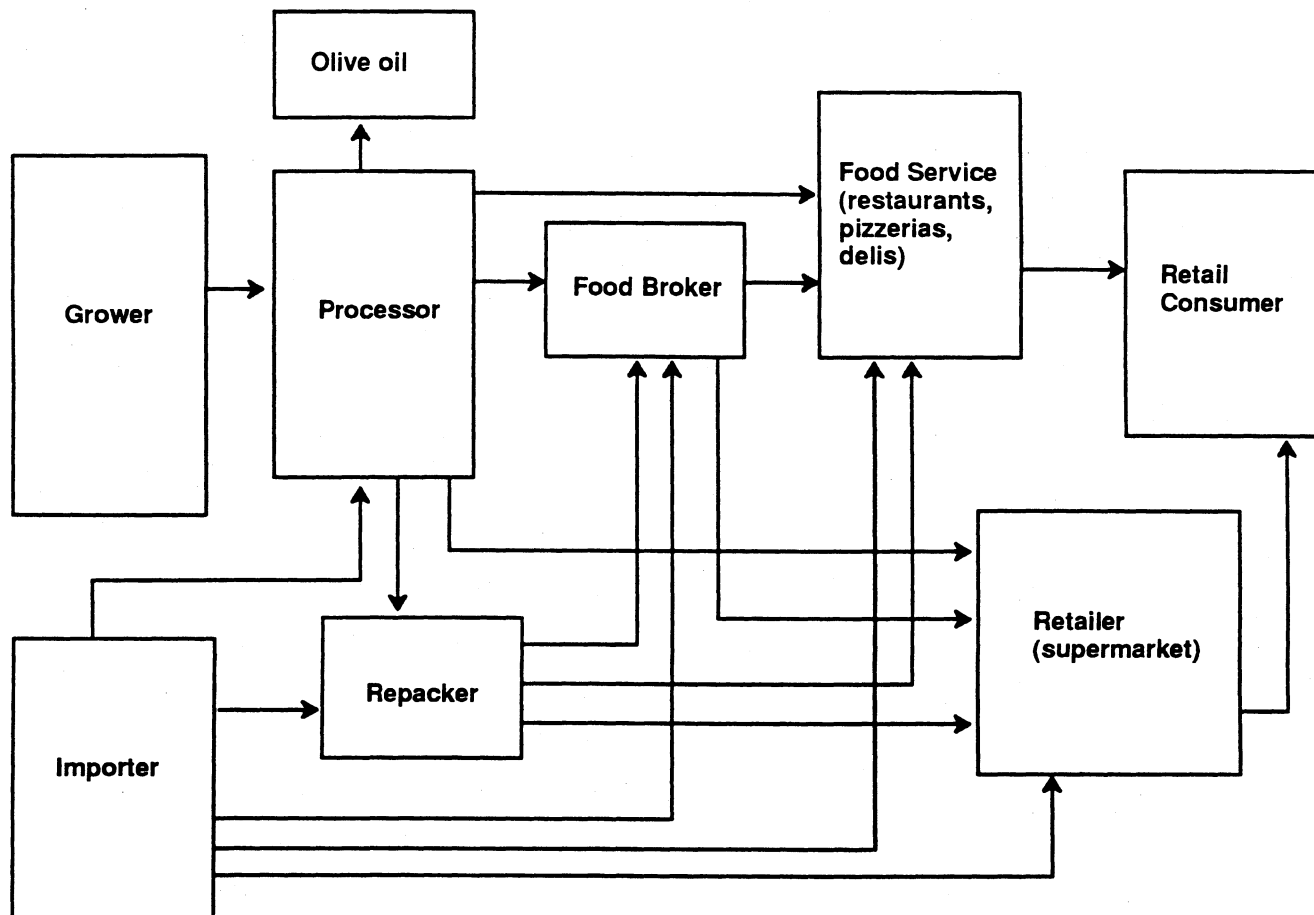 Olive oil
Grower
Processor
Food Broker
Food Service
(restaurants,
pizzerias,
delis)
Retail
Consumer
Importer
Repacker
Retailer
(supermarket)